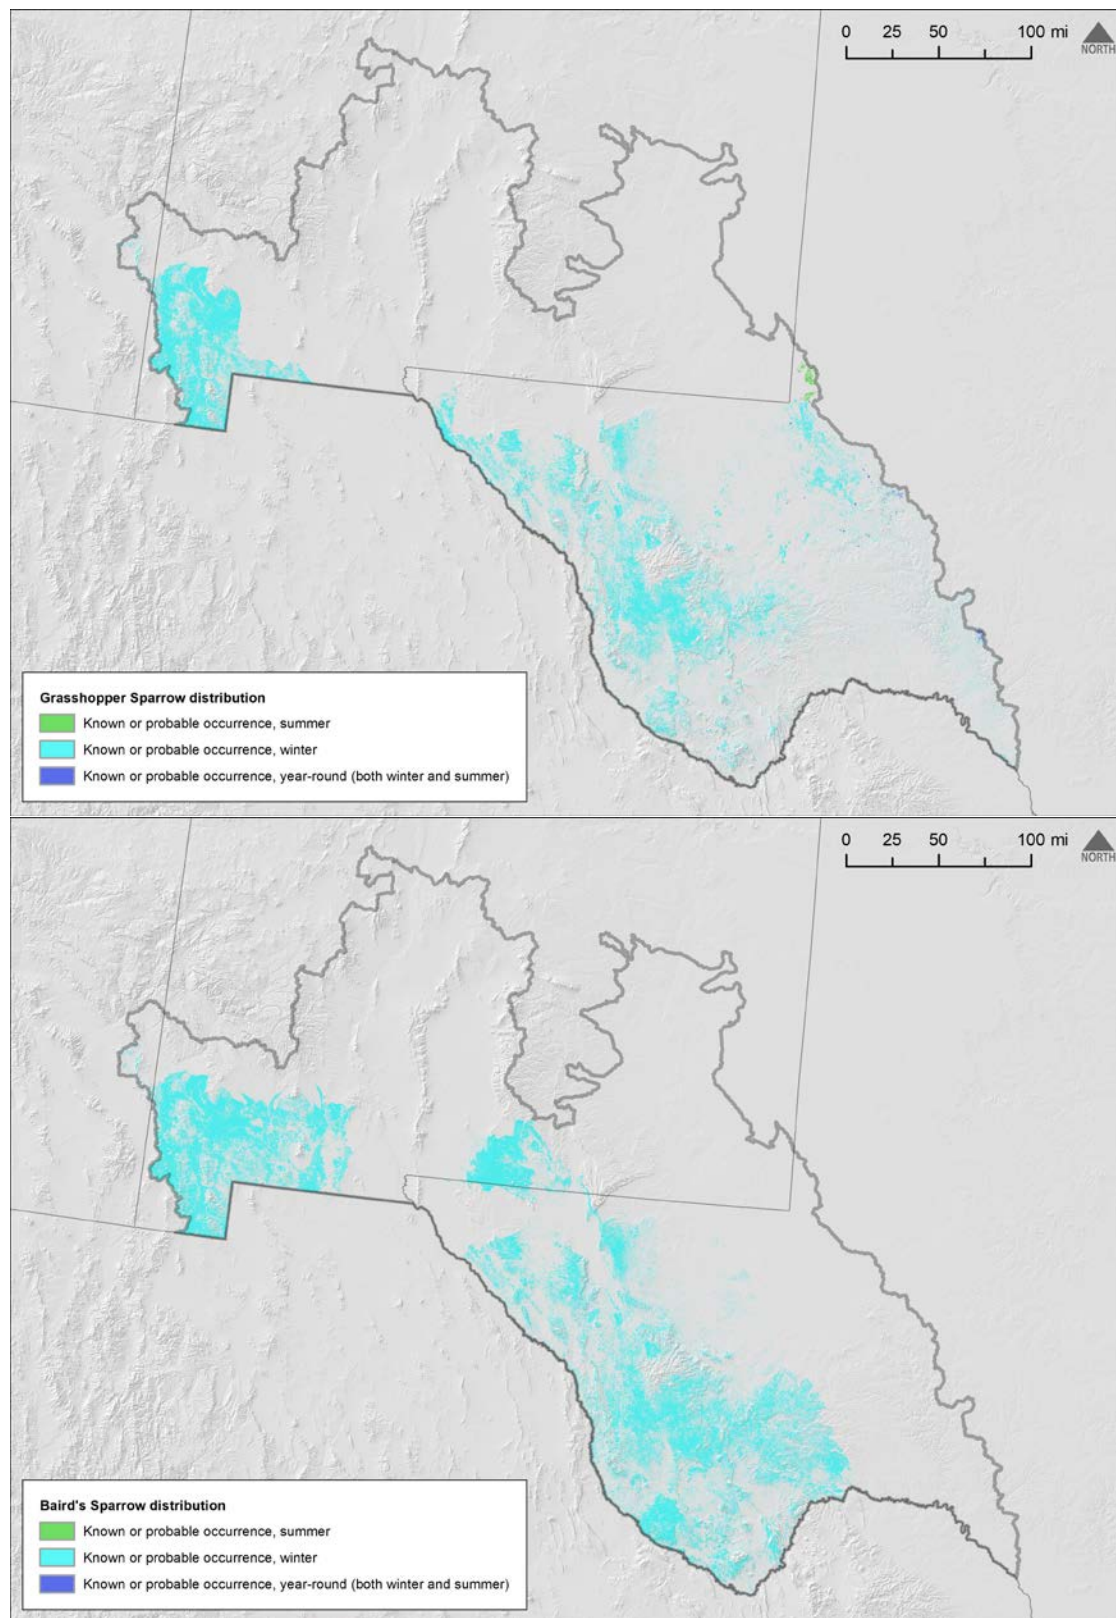 0 25 50 100 mi
NORTH
Grasshopper Sparrow distribution
Known or probable occurrence, summer
Known or probable occurrence, winter
Known or probable occurrence, year-round (both winter and summer)
0 25 50 100 mi
NORTH
Baird's Sparrow distribution
Known or probable occurrence, summer
Known or probable occurrence, winter
Known or probable occurrence, year-round (both winter and summer)